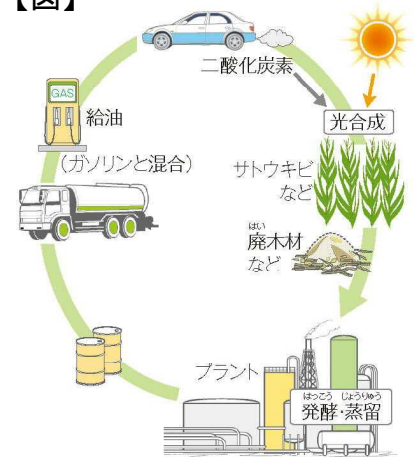 【図】
二酸化炭素
光合成
GAS
給油
(ガソリンと混合)
サトウキビ
など
はい
廃木材
など
プラント
はっこう じょうりゅう
発酵・蒸留